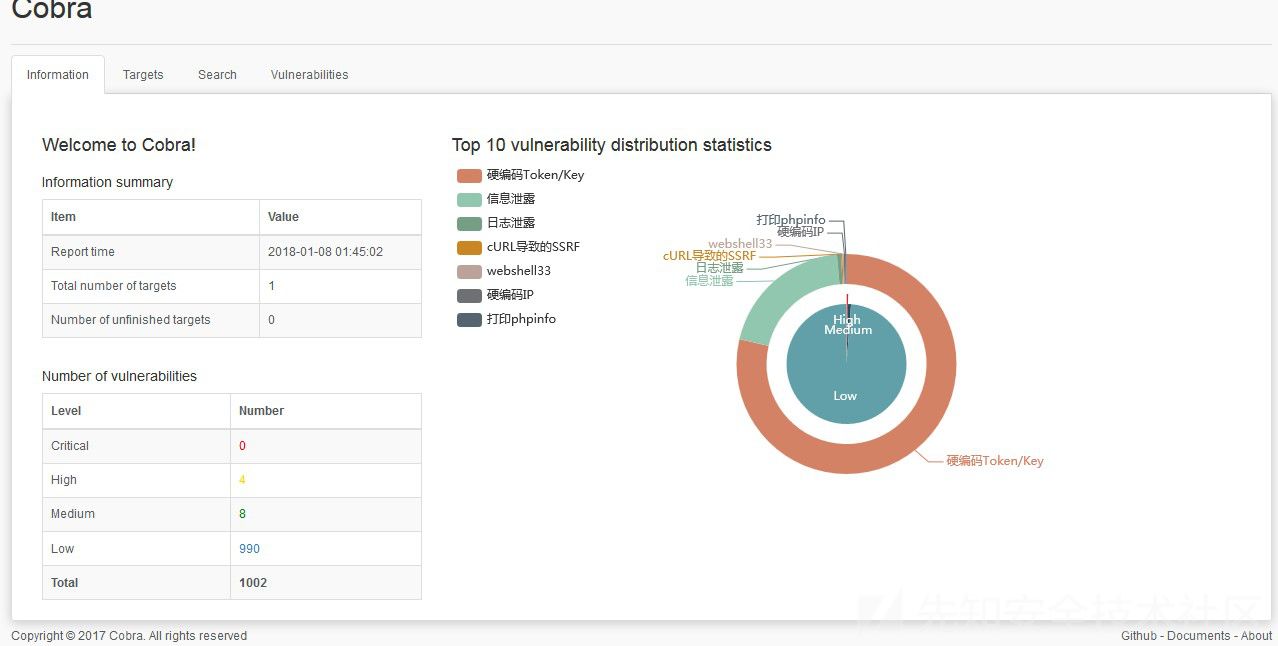 Cobra
Information Targets Search Vulnerabilities
Welcome to Cobra!
Information summary
Item Value
Report time 2018-01-08 01:45:02
Total number of targets 1
Number of unfinished targets 0
Number of vulnerabilities
Level Number
Critical 0
High 4
Medium 8
Low 990
Total 1002
Top 10 vulnerability distribution statistics
硬编码Token/Key
信息泄露
日志泄露
cURL导致的SSRF
webshell33
硬编码IP
打印phpinfo
打印phpinfo
硬编码IP
webshell33
cURL导致的SSRF
日志泄露
信息泄露
High
Medium
Low
硬编码Token/Key
先知安全技术社区
Copyright © 2017 Cobra. All rights reserved
Github - Documents - About